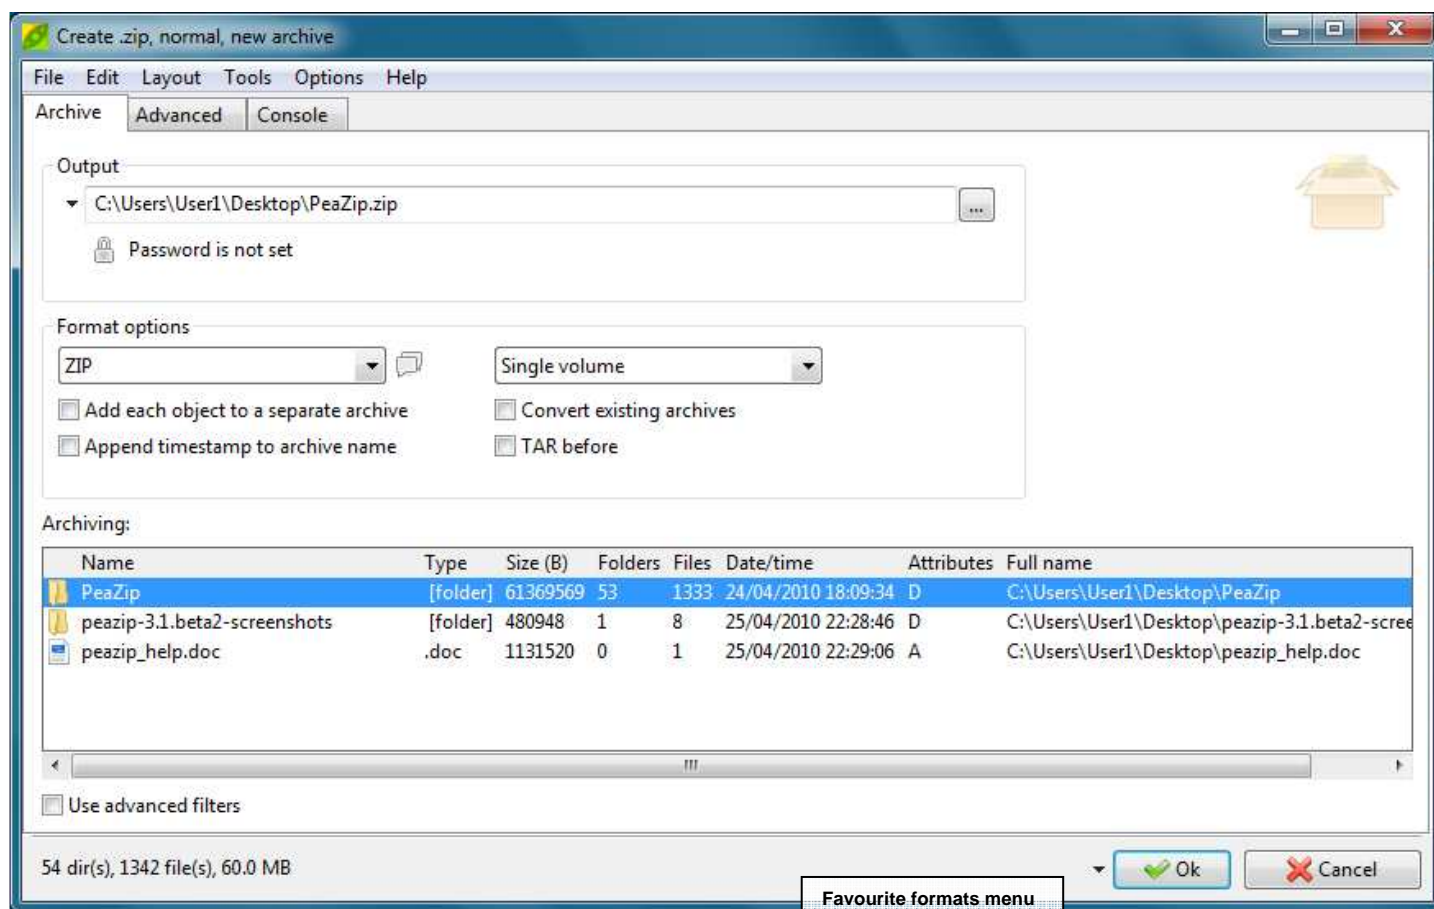 Create .zip, normal, new archive
File Edit Layout Tools Options Help
Archive Advanced Console
Output
C:\Users\User1\Desktop\PeaZip.zip ...
Password is not set
Format options
ZIP Single volume
Add each object to a separate archive Convert existing archives
Append timestamp to archive name TAR before
Archiving:
Name Type Size (B) Folders Files Date/time Attributes Full name
PeaZip [folder] 61369569 53 1333 24/04/2010 18:09:34 D C:\Users\User1\Desktop\PeaZip
peazip-3.1.beta2-screenshots [folder] 480948 1 8 25/04/2010 22:28:46 D C:\Users\User1\Desktop\peazip-3.1.beta2-scree
peazip_help.doc .doc 1131520 0 1 25/04/2010 22:29:06 A C:\Users\User1\Desktop\peazip_help.doc
Use advanced filters
54 dir(s), 1342 file(s), 60.0 MB Ok Cancel
Favourite formats menu